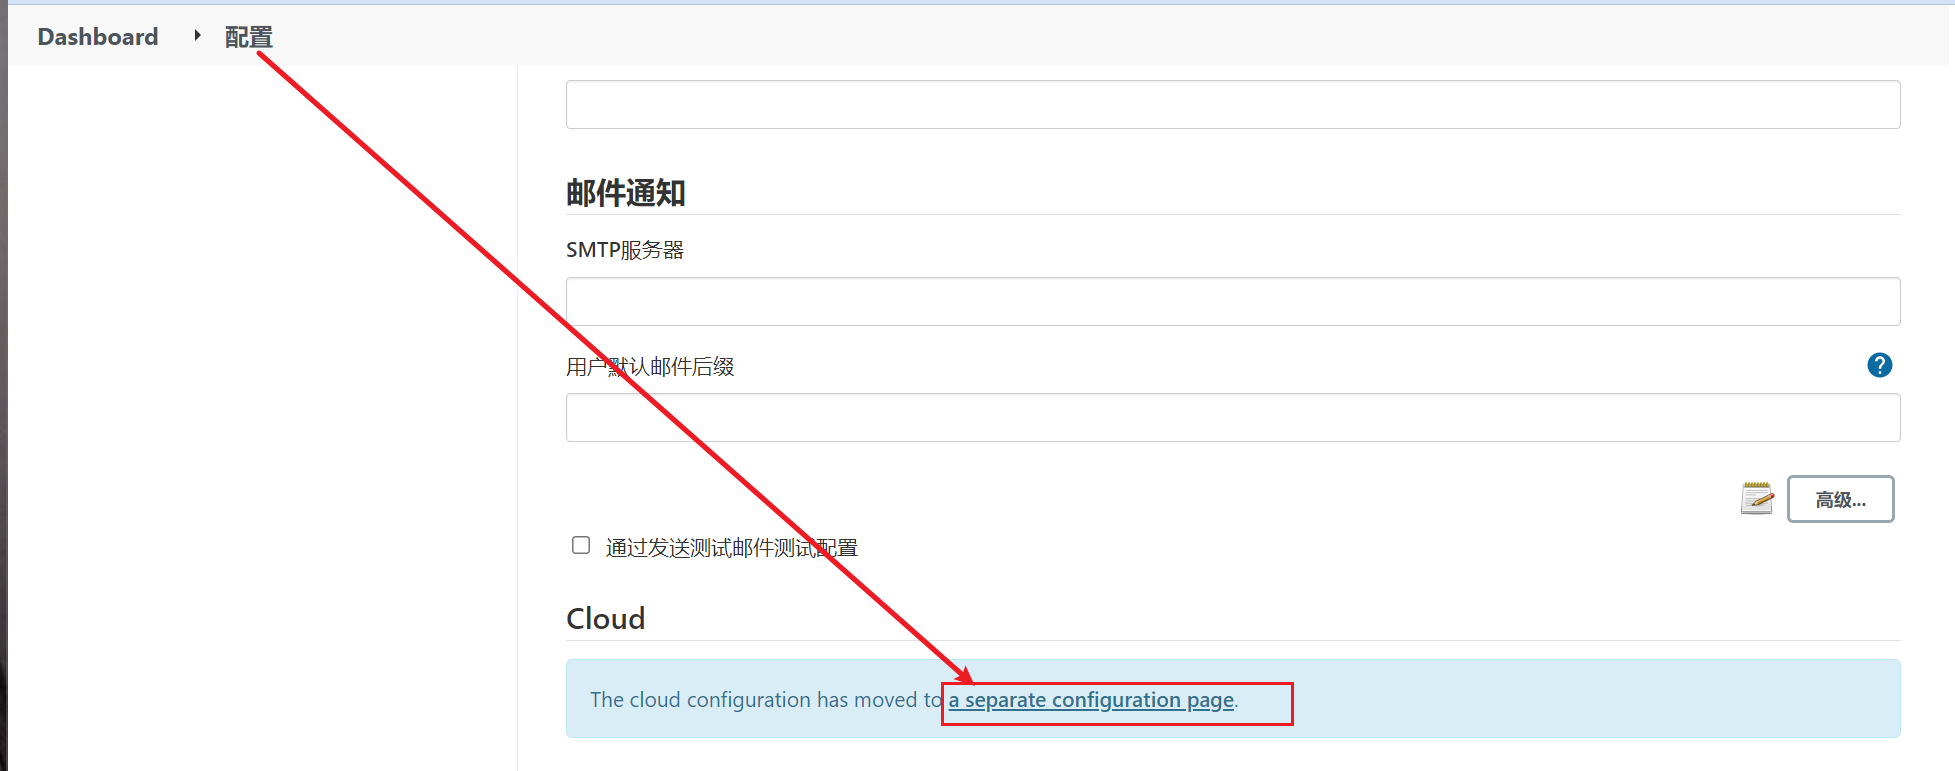 Dashboard 配置
邮件通知
SMTP服务器
用户默认邮件后缀
?
高级...
通过发送测试邮件测试配置
Cloud
The cloud configuration has moved to a separate configuration page.